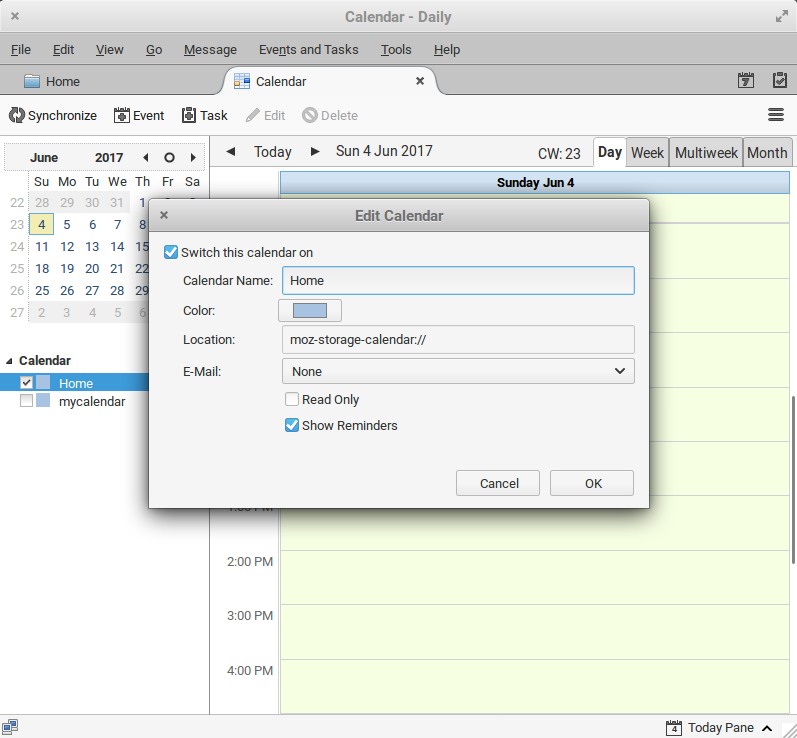 Calendar - Daily
File Edit View Go Message Events and Tasks Tools Help
Home Calendar 7
Synchronize Event Task Edit Delete
June 2017 Today Sun 4 Jun 2017 CW: 23 Day Week Multiweek Month
Su Mo Tu We Th Fr Sa
Sunday Jun 4
22 28 29 30 31 1
23 4 5 6 7 8
24 11 12 13 14 15
25 18 19 20 21 22
26 25 26 27 28 29
27 2 3 4 5 6
Calendar
Home
mycalendar
Edit Calendar
Switch this calendar on
Calendar Name: Home
Color:
Location: moz-storage-calendar://
E-Mail: None
Read Only
Show Reminders
Cancel OK
1:00 PM
2:00 PM
3:00 PM
4:00 PM
4 Today Pane